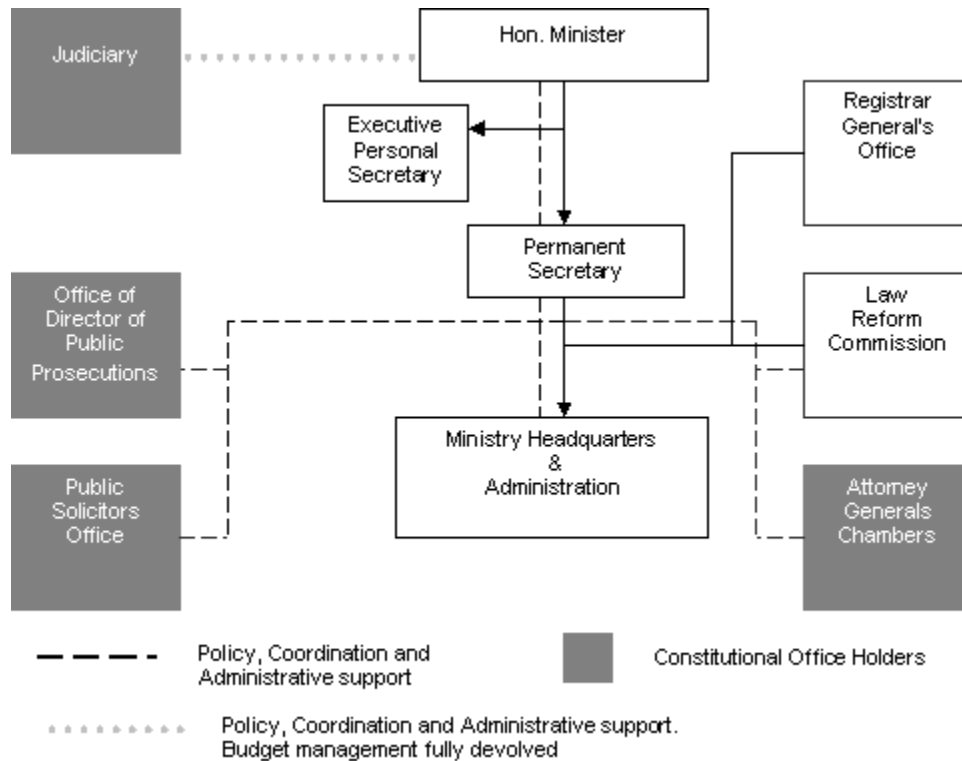 Judiciary
Hon. Minister
Registrar
General's
Office
Executive
Personal
Secretary
Permanent
Secretary
Office of
Director of
Public
Prosecutions
Law
Reform
Commission
Ministry Headquarters
&
Administration
Public
Solicitors
Office
Attorney
Generals
Chambers
Policy, Coordination and
Administrative support
Constitutional Office Holders
Policy, Coordination and Administrative support.
Budget management fully devolved